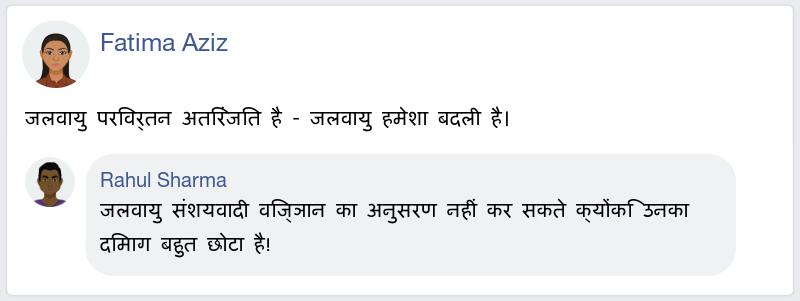 Fatima Aziz
जलवायु परिवर्तन अतिरंजित है - जलवायु हमेशा बदली है।
Rahul Sharma
जलवायु संशयवादी विज्ञान का अनुसरण नहीं कर सकते क्योंकि उनका
दिमाग बहुत छोटा है!